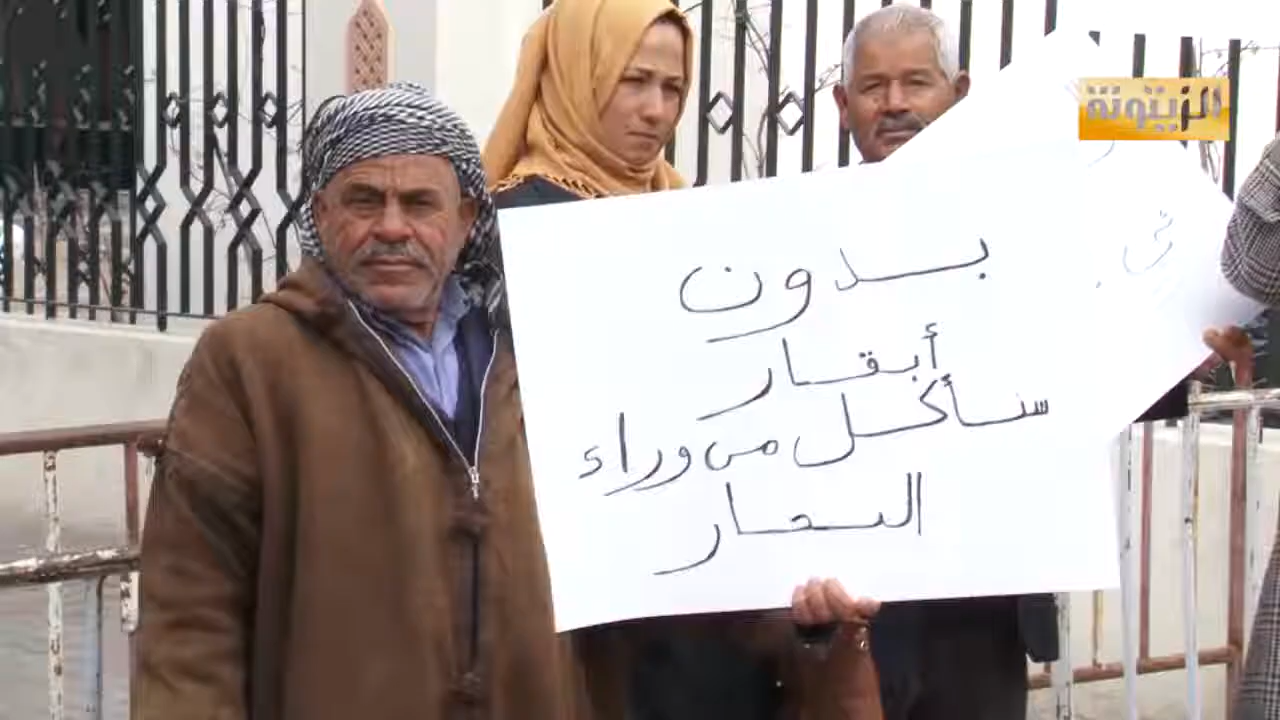 الزيتونة
بدون
أبقار
سنأكل من وراء
البحار